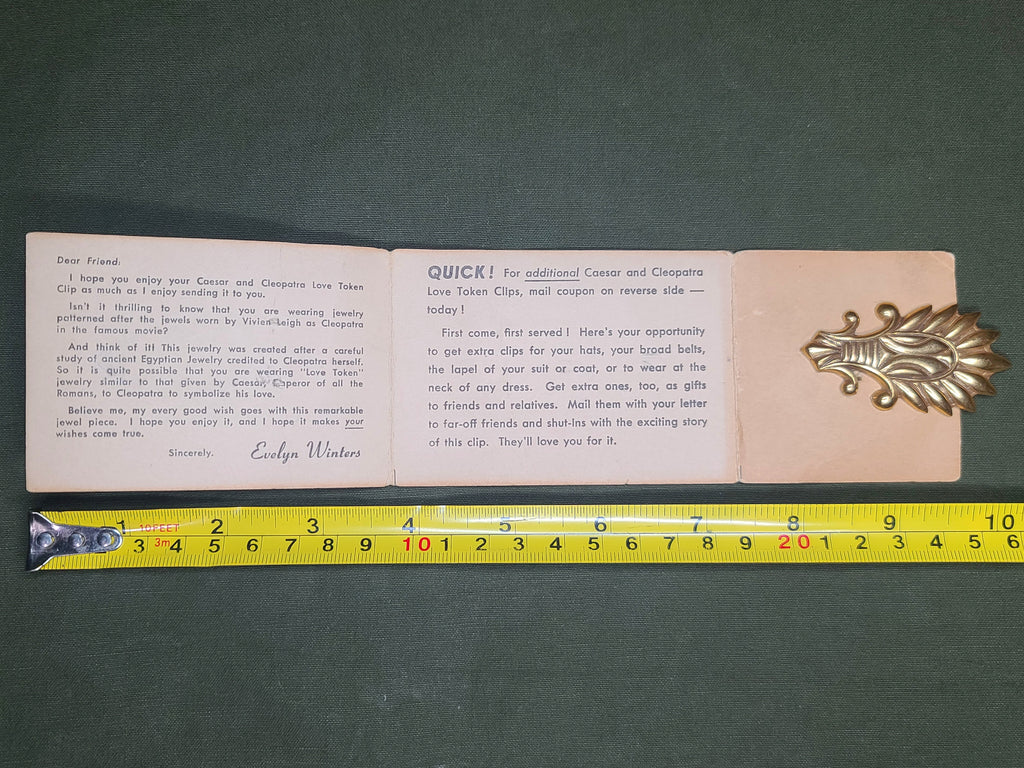 Dear Friend:
I hope you enjoy your Caesar and Cleopatra Love Token
Clip as much as I enjoy sending it to you.
Isn't it thrilling to know that you are wearing jewelry
patterned after the jewels worn by Vivien Leigh as Cleopatra
in the famous movie?
And think of it! This jewelry was created after a careful
study of ancient Egyptian Jewelry credited to Cleopatra herself.
So it is quite possible that you are wearing "Love Token"
jewelry similar to that given by Caesar, Emperor of all the
Romans, to Cleopatra to symbolize his love.
Believe me, my every good wish goes with this remarkable
jewel piece. I hope you enjoy it, and I hope it makes your
wishes come true.
Sincerely,
Evelyn Winters
QUICK! For additional Caesar and Cleopatra
Love Token Clips, mail coupon on reverse side —
today!
First come, first served! Here's your opportunity
to get extra clips for your hats, your broad belts,
the lapel of your suit or coat, or to wear at the
neck of any dress. Get extra ones, too, as gifts
to friends and relatives. Mail them with your letter
to far-off friends and shut-ins with the exciting story
of this clip. They'll love you for it.
1 10FEET 2 3 4 5 6 7 8 9 10
3m 3 4 5 6 7 8 9 10 1 2 3 4 5 6 7 8 9 20 1 2 3 4 5 6